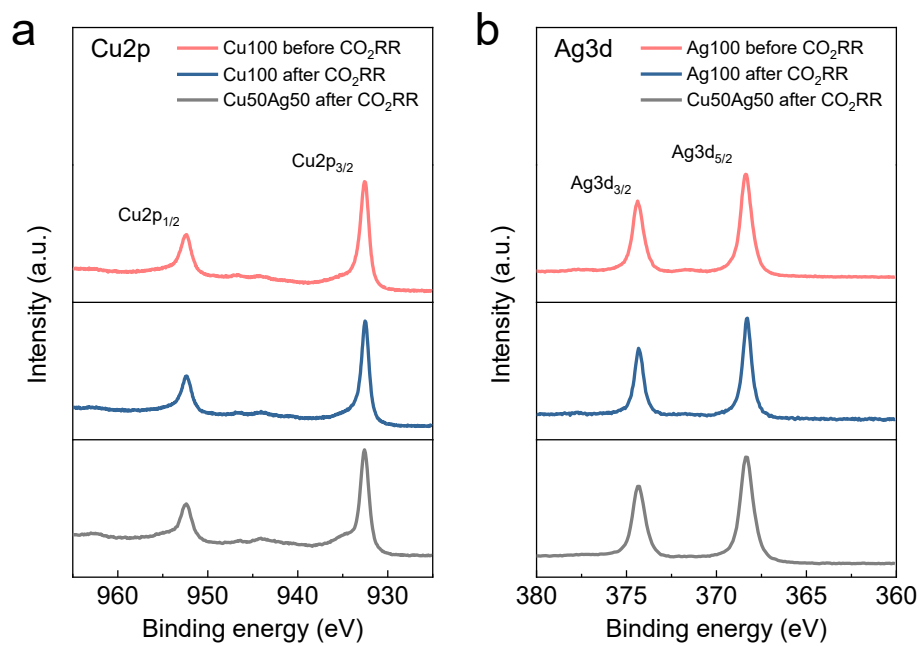 a
Cu2p
Cu100 before CO₂RR
Cu100 after CO₂RR
Cu50Ag50 after CO₂RR
Cu2p₃/₂
Cu2p₁/₂
Intensity (a.u.)
960 950 940 930
Binding energy (eV)
b
Ag3d
Ag100 before CO₂RR
Ag100 after CO₂RR
Cu50Ag50 after CO₂RR
Ag3d₅/₂
Ag3d₃/₂
Intensity (a.u.)
380 375 370 365 360
Binding energy (eV)